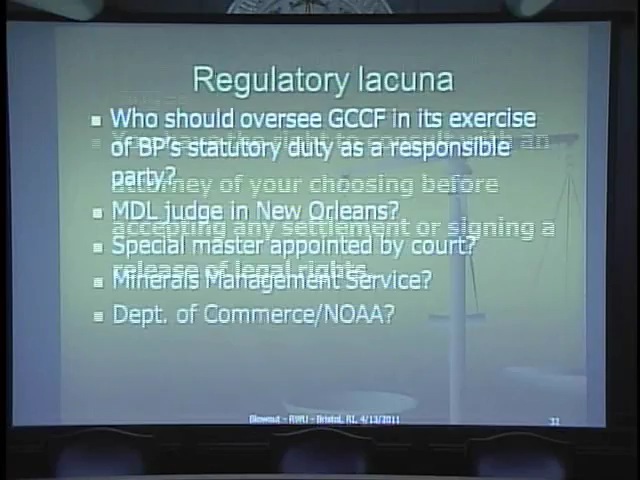 Regulatory lacuna
■ Who should oversee GCCF in its exercise
of BP's statutory duty as a responsible
party?
■ MDL judge in New Orleans?
■ Special master appointed by court?
■ Minerals Management Service?
■ Dept. of Commerce/NOAA?
You have the right to consult with an
attorney of your choosing before
accepting any settlement or signing a
release of legal rights.
Blowout - RWU - Bristol, RI, 4/13/2011